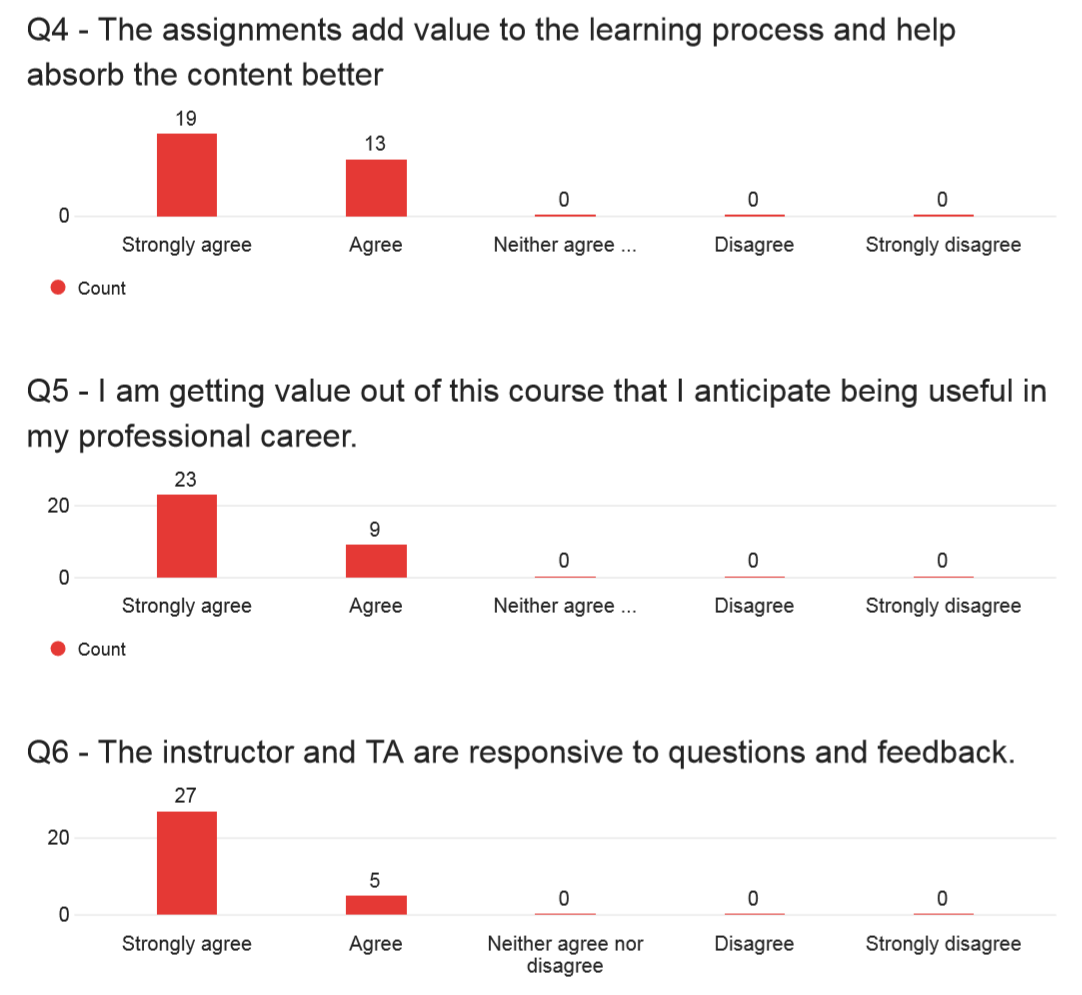 Q4 - The assignments add value to the learning process and help
absorb the content better
19
13
0
0
0
0
Strongly agree
Agree
Neither agree ...
Disagree
Strongly disagree
Count
Q5 - I am getting value out of this course that I anticipate being useful in
my professional career.
23
20
9
0
0
0
0
Strongly agree
Agree
Neither agree ...
Disagree
Strongly disagree
Count
Q6 - The instructor and TA are responsive to questions and feedback.
27
20
5
0
0
0
0
Strongly agree
Agree
Neither agree nor
disagree
Disagree
Strongly disagree